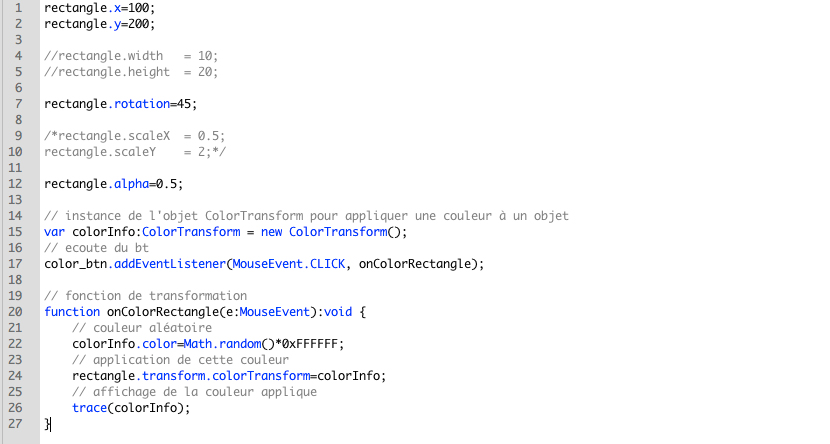 1 rectangle.x=100;
2 rectangle.y=200;
3
4 //rectangle.width   = 10;
5 //rectangle.height  = 20;
6
7 rectangle.rotation=45;
8
9 /*rectangle.scaleX  = 0.5;
10 rectangle.scaleY    = 2;*/
11
12 rectangle.alpha=0.5;
13
14 // instance de l'objet ColorTransform pour appliquer une couleur à un objet
15 var colorInfo:ColorTransform = new ColorTransform();
16 // ecoute du bt
17 color_btn.addEventListener(MouseEvent.CLICK, onColorRectangle);
18
19 // fonction de transformation
20 function onColorRectangle(e:MouseEvent):void {
21     // couleur aléatoire
22     colorInfo.color=Math.random()*0xFFFFFF;
23     // application de cette couleur
24     rectangle.transform.colorTransform=colorInfo;
25     // affichage de la couleur applique
26     trace(colorInfo);
27 }